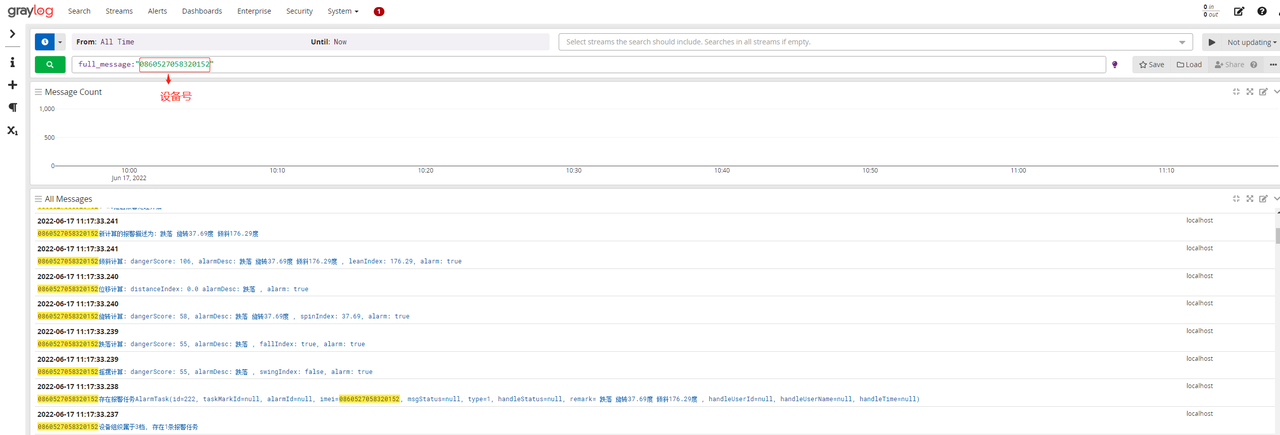 graylog Search Streams Alerts Dashboards Enterprise Security System 1 0 in 0 out
From: All Time Until: Now Select streams the search should include. Searches in all streams if empty. Not updating
full_message:"0860527058320152" Save Load Share
设备号
Message Count
1,000
500
0
10:00 10:10 10:20 10:30 10:40 10:50 11:00 11:10
Jun 17, 2022
All Messages
2022-06-17 11:17:33.241 localhost
0860527058320152新计算的报警描述为: 跌落 旋转37.69度 倾斜176.29度
2022-06-17 11:17:33.241 localhost
0860527058320152倾斜计算: dangerScore: 106, alarmDesc: 跌落 旋转37.69度 倾斜176.29度 , leanIndex: 176.29, alarm: true
2022-06-17 11:17:33.240 localhost
0860527058320152位移计算: distanceIndex: 0.0 alarmDesc: 跌落 , alarm: true
2022-06-17 11:17:33.240 localhost
0860527058320152旋转计算: dangerScore: 58, alarmDesc: 跌落 旋转37.69度 , spinIndex: 37.69, alarm: true
2022-06-17 11:17:33.239 localhost
0860527058320152跌落计算: dangerScore: 55, alarmDesc: 跌落 , fallIndex: true, alarm: true
2022-06-17 11:17:33.239 localhost
0860527058320152摇摆计算: dangerScore: 55, alarmDesc: 跌落 , swingIndex: false, alarm: true
2022-06-17 11:17:33.238 localhost
0860527058320152存在报警任务AlarmTask(id=222, taskMarkId=null, alarmId=null, imei=0860527058320152, msgStatus=null, type=1, handleStatus=null, remark= 跌落 旋转37.69度 倾斜176.29度 , handleUserId=null, handleUserName=null, handleTime=null)
2022-06-17 11:17:33.237 localhost
0860527058320152设备组织属于3档, 存在1条报警任务